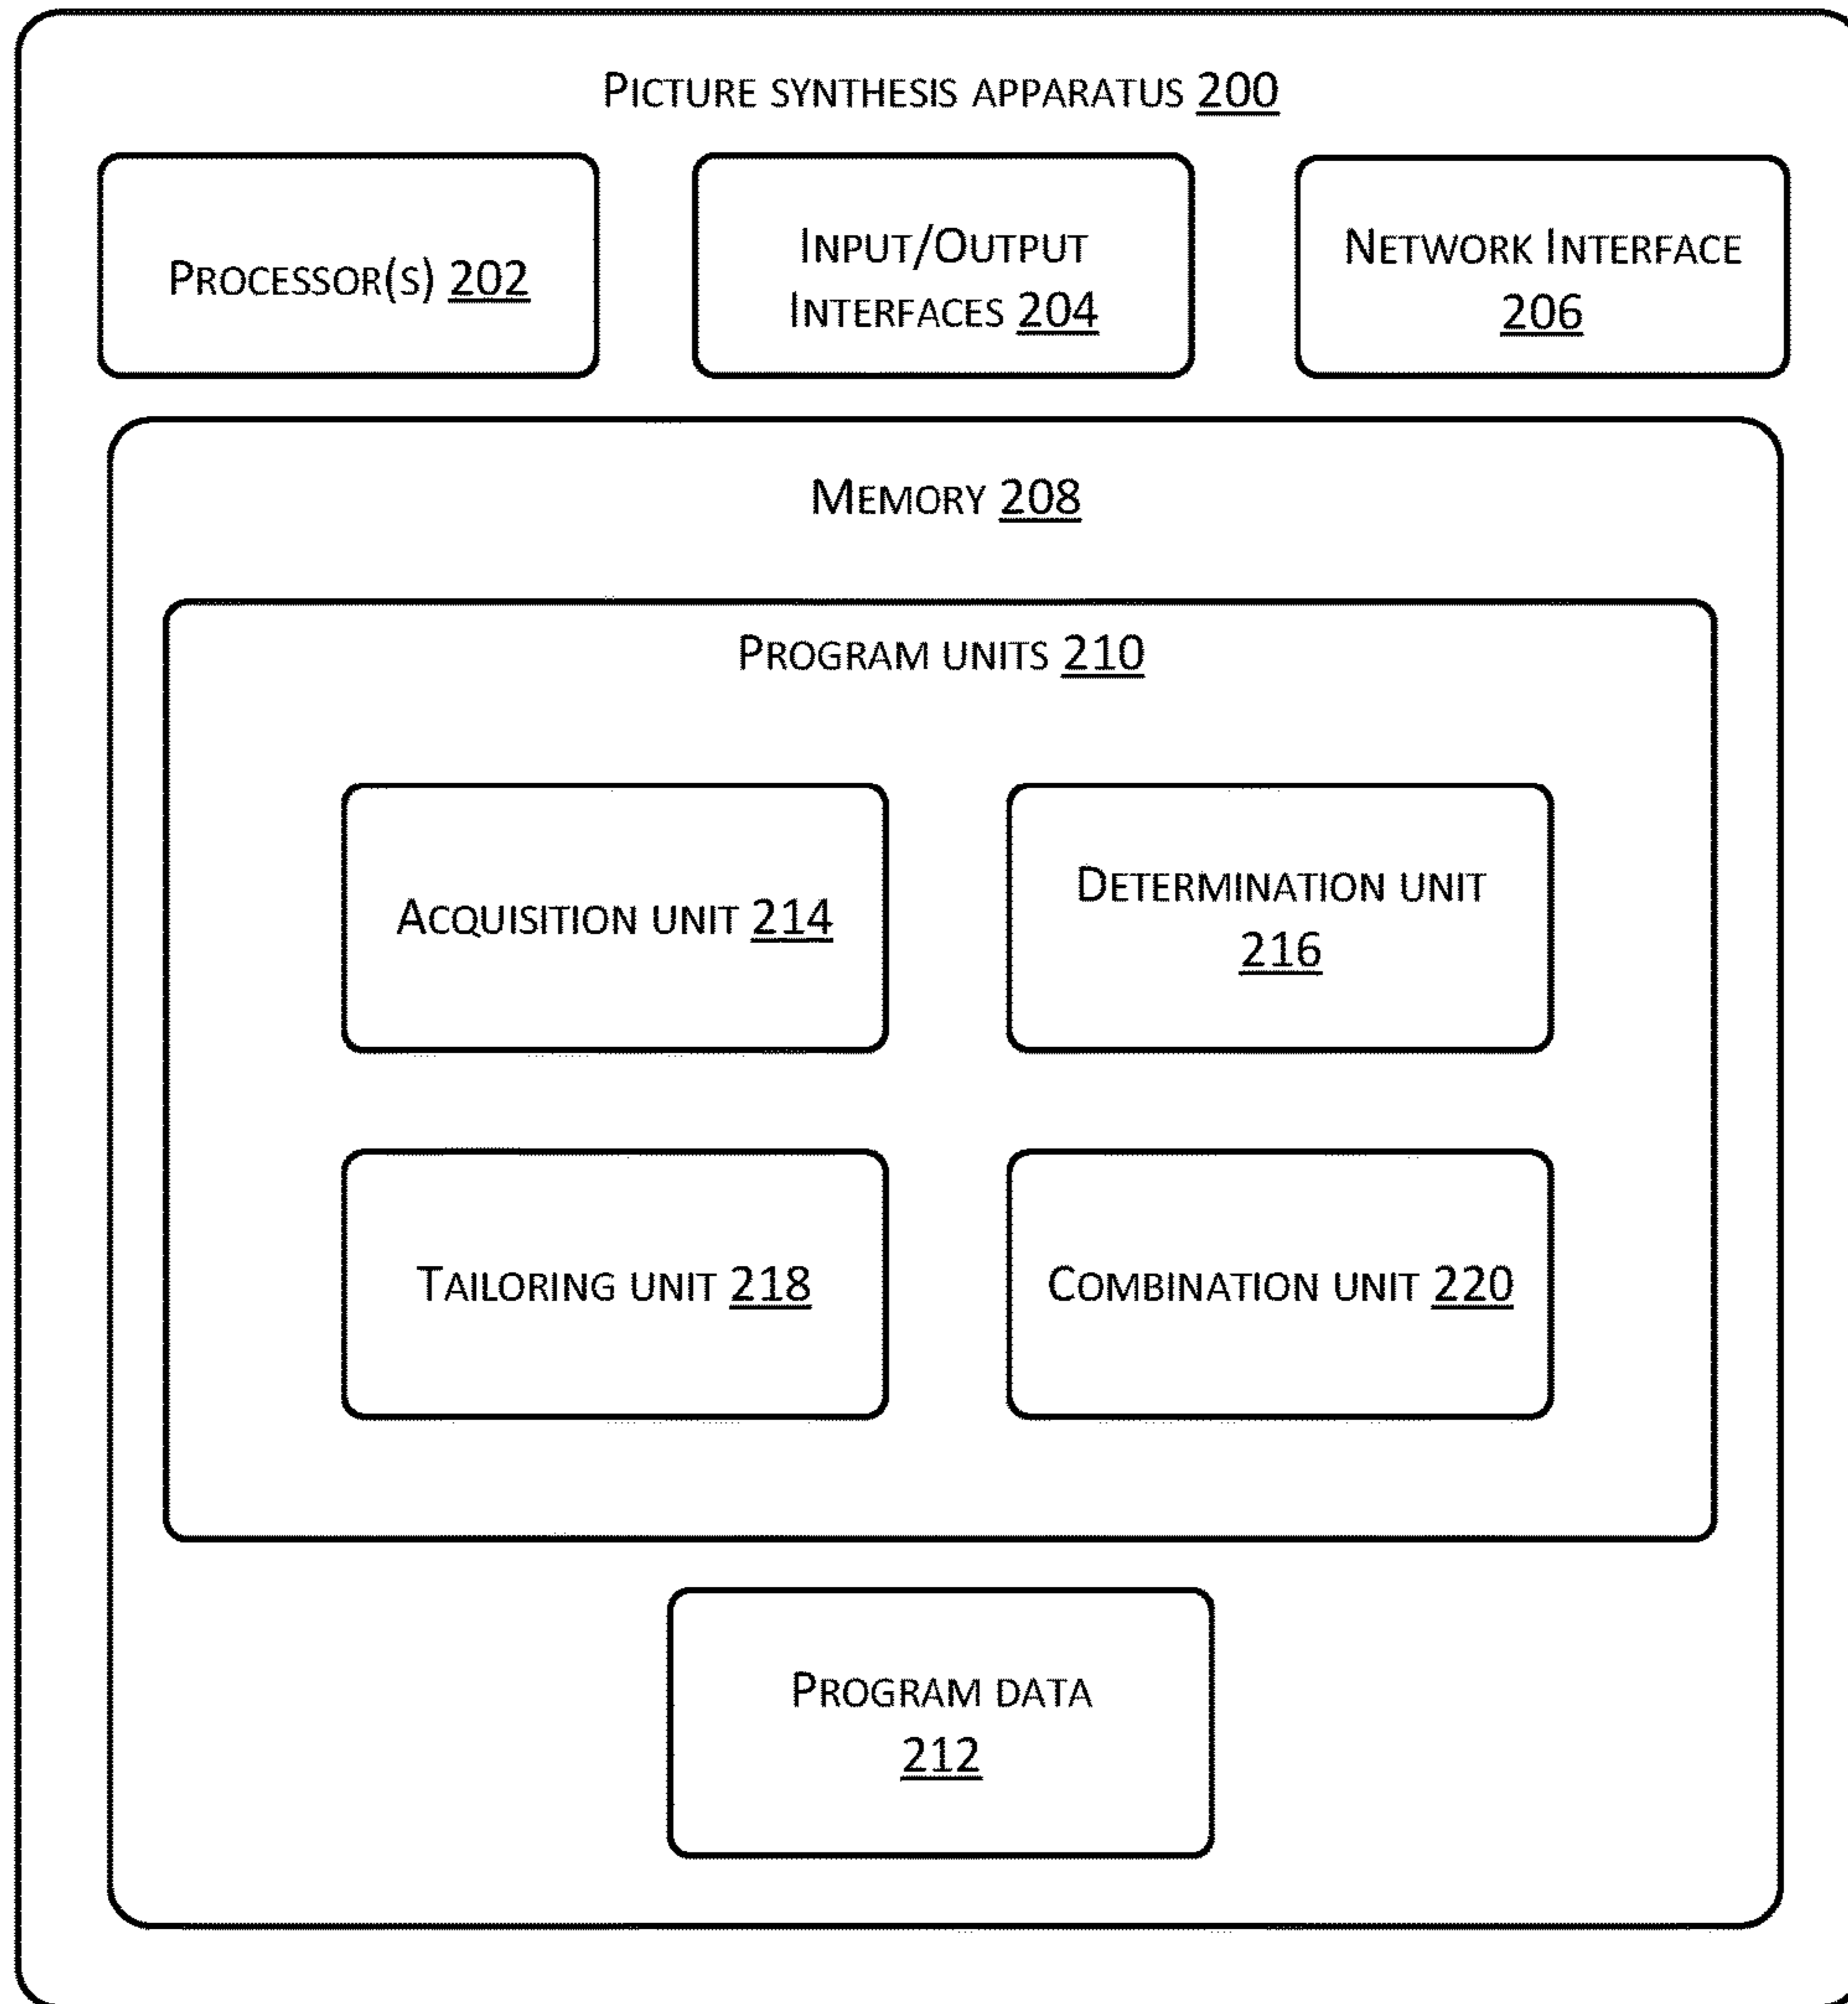 Picture synthesis apparatus 200
Processor(s) 202
Input/Output
Interfaces 204
Network Interface
206
Memory 208
Program units 210
Acquisition unit 214
Determination unit
216
Tailoring unit 218
Combination unit 220
Program data
212